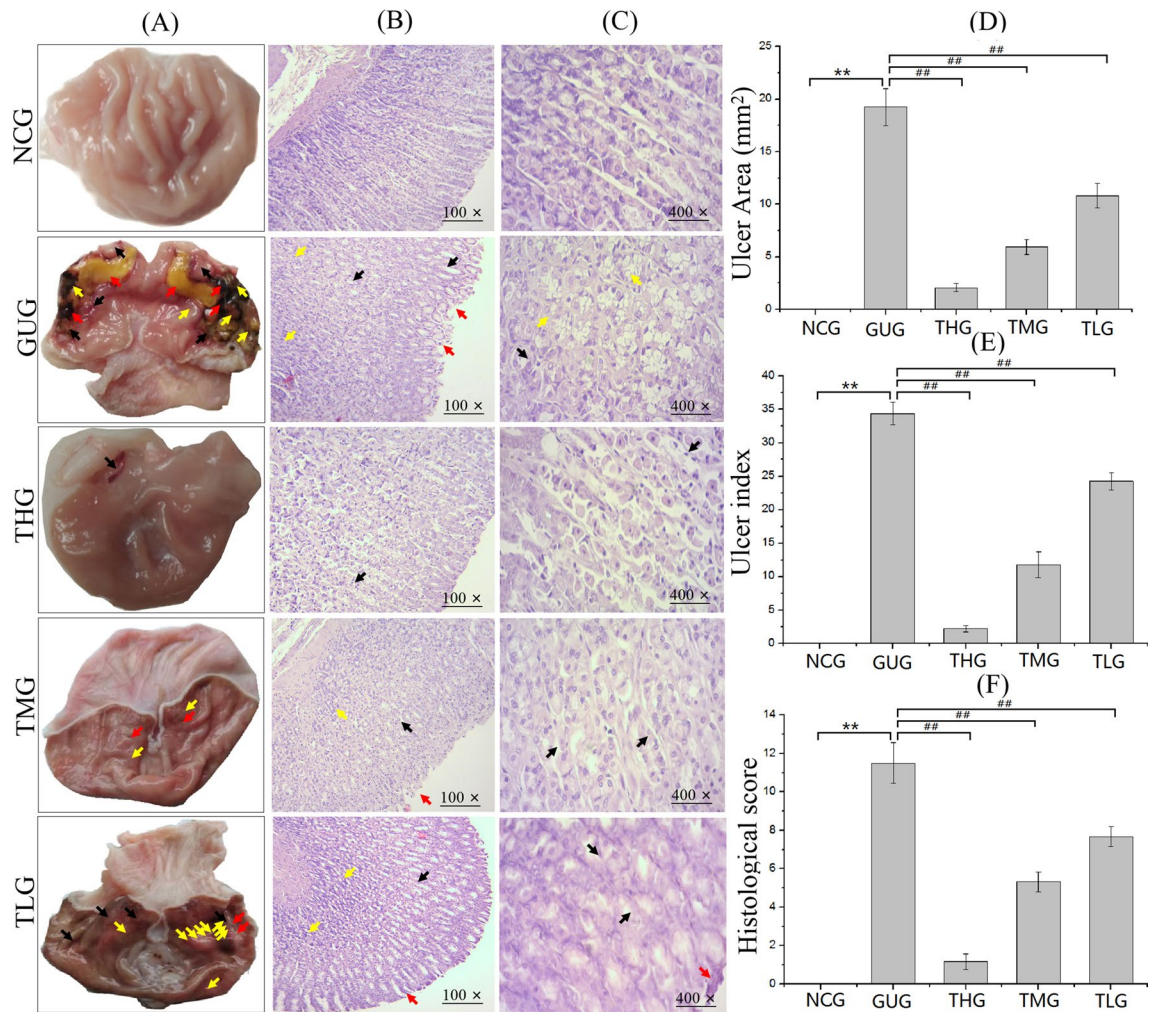 (A)
(B)
(C)
(D)
NCG
100 ×
400 ×
GUG
100 ×
400 ×
THG
100 ×
400 ×
TMG
100 ×
400 ×
TLG
100 ×
400 ×
Ulcer Area (mm²)
25
20
15
10
5
0
**
##
##
##
NCG
GUG
THG
TMG
TLG
(E)
Ulcer index
40
35
30
25
20
15
10
5
0
**
##
##
##
NCG
GUG
THG
TMG
TLG
(F)
Histological score
14
12
10
8
6
4
2
0
**
##
##
##
NCG
GUG
THG
TMG
TLG